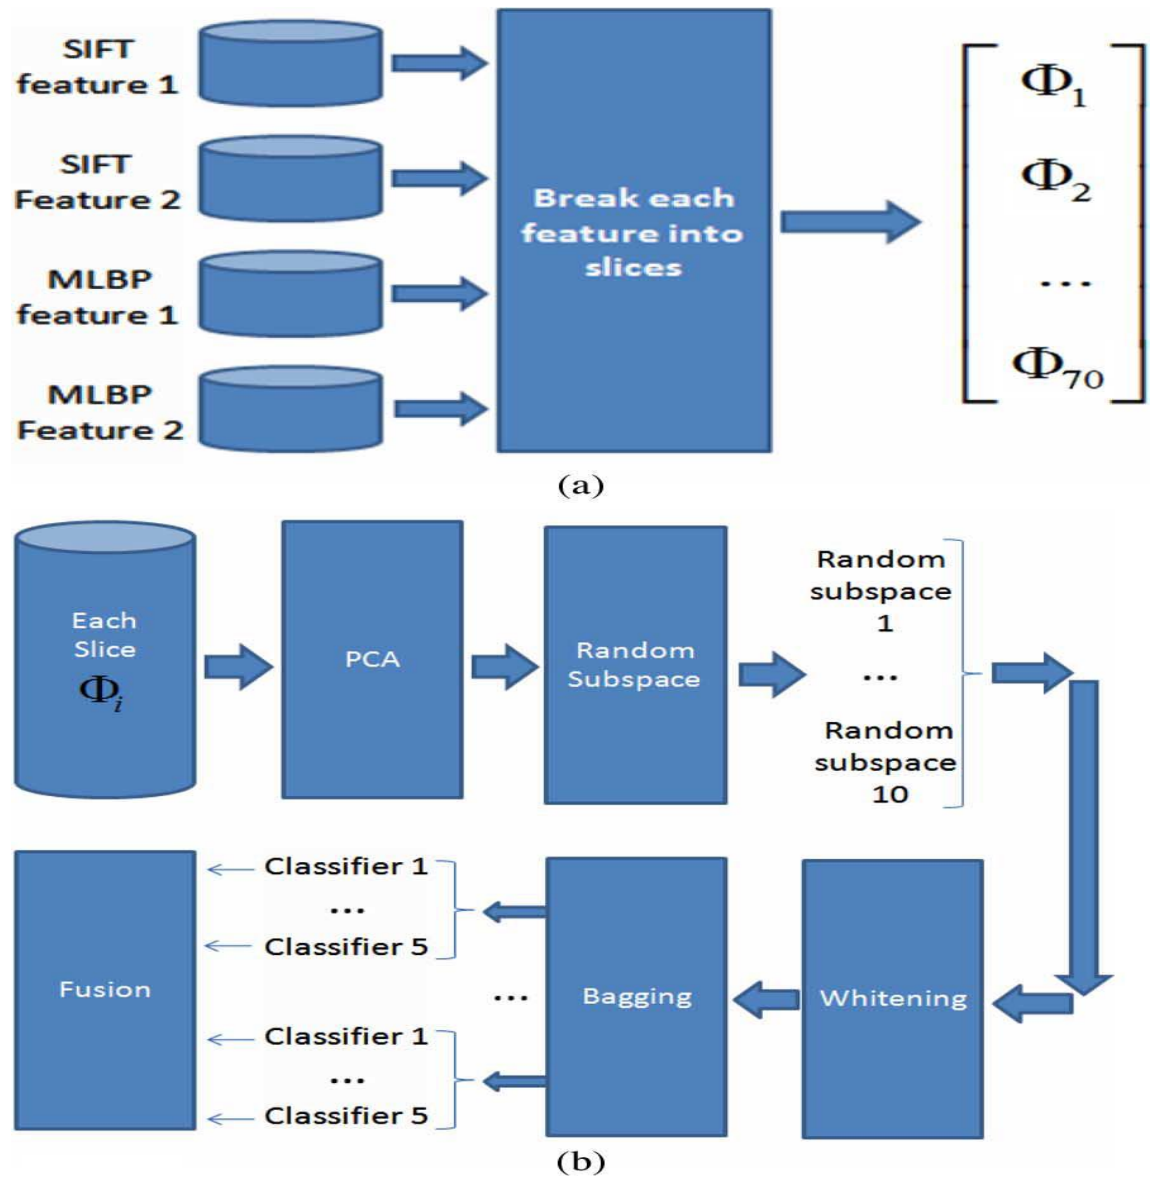 SIFT
feature 1
SIFT
Feature 2
MLBP
feature 1
MLBP
Feature 2
Break each
feature into
slices
Φ1
Φ2
...
Φ70
(a)
Each
Slice
Φi
PCA
Random
Subspace
Random
subspace
1
...
Random
subspace
10
Whitening
Bagging
Classifier 1
...
Classifier 5
...
Classifier 1
...
Classifier 5
Fusion
(b)